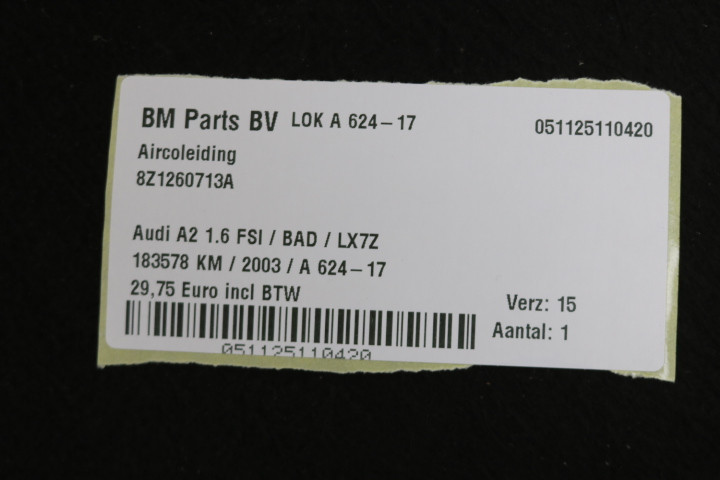 BM Parts BV LOK A 624-17 051125110420
Aircoleiding
8Z1260713A
Audi A2 1.6 FSI / BAD / LX7Z
183578 KM / 2003 / A 624-17
29,75 Euro incl BTW
Verz: 15
Aantal: 1
051125110420